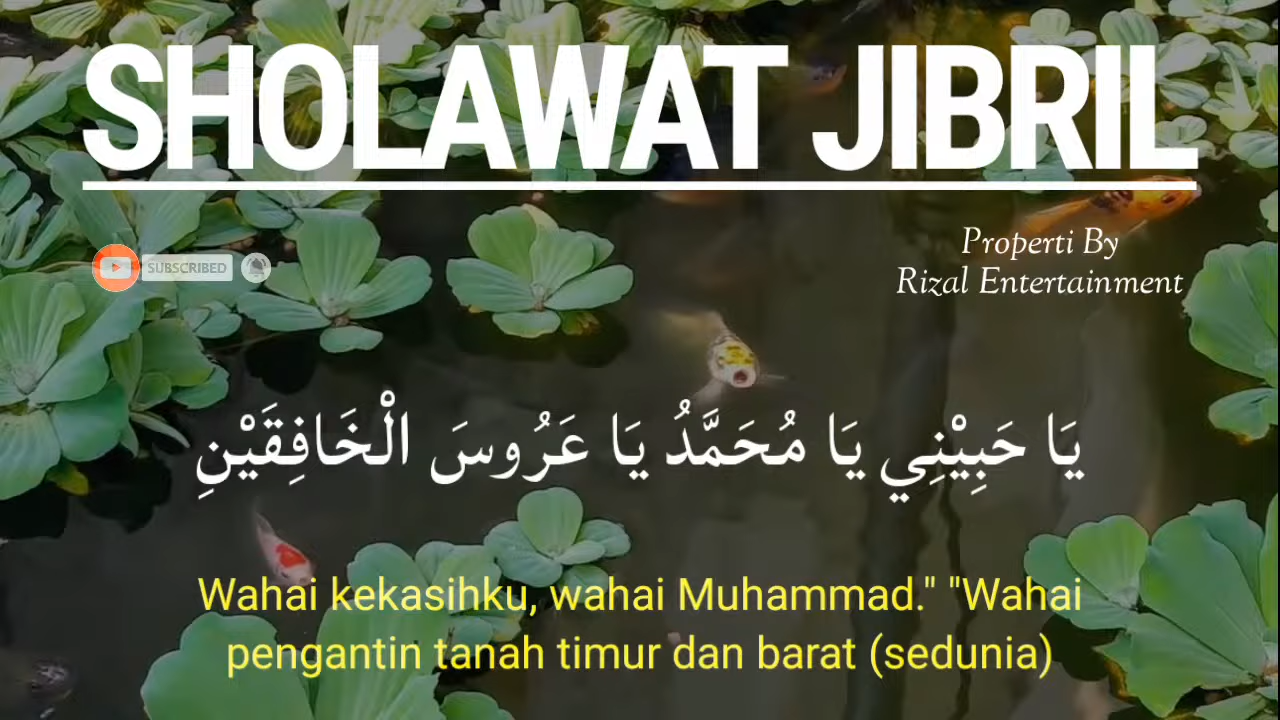 SHOLAWAT JIBRIL
SUBSCRIBED
Properti By
Rizal Entertainment
يَا حَبِيْنِي يَا مُحَمَّدُ يَا عَرُوسَ الْخَافِقَيْنِ
Wahai kekasihku, wahai Muhammad." "Wahai
pengantin tanah timur dan barat (sedunia)